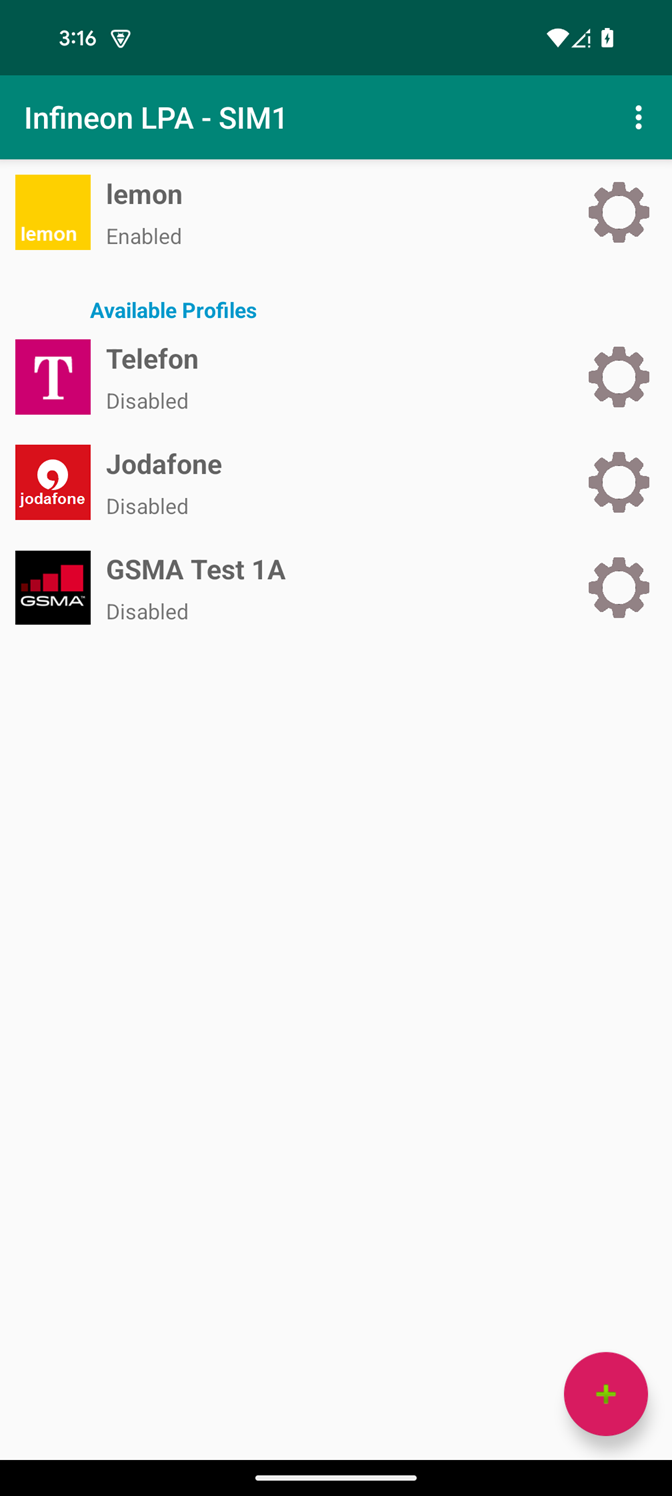 3:16
Infineon LPA - SIM1
lemon
lemon
Enabled
Available Profiles
T
Telefon
Disabled
jodafone
Jodafone
Disabled
GSMA™
GSMA Test 1A
Disabled
+